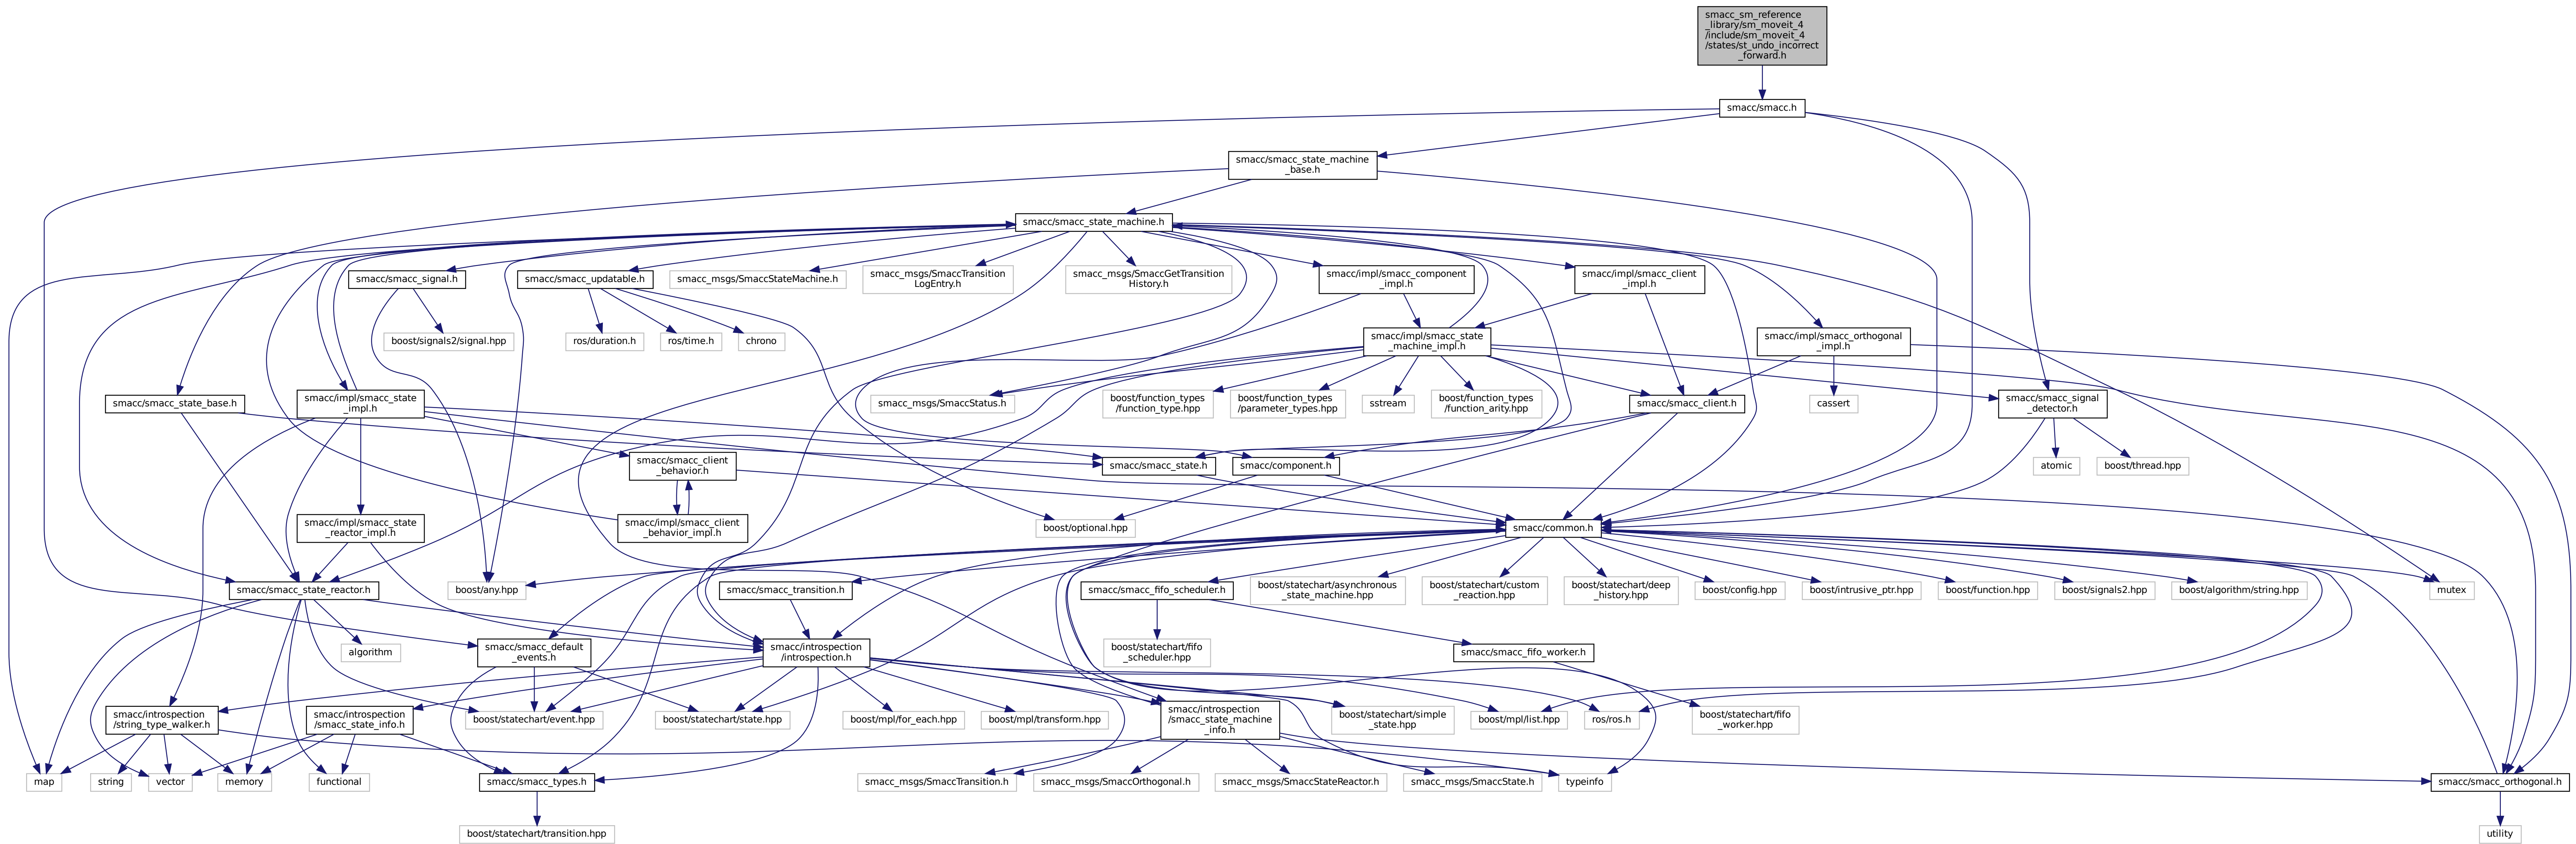 smacc_sm_reference
_library/sm_moveit_4
/include/sm_moveit_4
/states/st_undo_incorrect
_forward.h
smacc/smacc.h
smacc/smacc_state_machine
_base.h
smacc/smacc_state_machine.h
smacc/smacc_signal.h
smacc/smacc_updatable.h
smacc_msgs/SmaccStateMachine.h
smacc_msgs/SmaccTransition
LogEntry.h
smacc_msgs/SmaccGetTransition
History.h
smacc/impl/smacc_component
_impl.h
smacc/impl/smacc_client
_impl.h
boost/signals2/signal.hpp
ros/duration.h
ros/time.h
chrono
smacc/impl/smacc_state
_machine_impl.h
smacc/impl/smacc_orthogonal
_impl.h
smacc/smacc_state_base.h
smacc/impl/smacc_state
_impl.h
smacc_msgs/SmaccStatus.h
boost/function_types
/function_type.hpp
boost/function_types
/parameter_types.hpp
sstream
boost/function_types
/function_arity.hpp
smacc/smacc_client.h
cassert
smacc/smacc_signal
_detector.h
smacc/smacc_client
_behavior.h
smacc/smacc_state.h
smacc/component.h
atomic
boost/thread.hpp
smacc/impl/smacc_state
_reactor_impl.h
smacc/impl/smacc_client
_behavior_impl.h
boost/optional.hpp
smacc/common.h
smacc/smacc_state_reactor.h
boost/any.hpp
smacc/smacc_transition.h
smacc/smacc_fifo_scheduler.h
boost/statechart/asynchronous
_state_machine.hpp
boost/statechart/custom
_reaction.hpp
boost/statechart/deep
_history.hpp
boost/config.hpp
boost/intrusive_ptr.hpp
boost/function.hpp
boost/signals2.hpp
boost/algorithm/string.hpp
mutex
algorithm
smacc/smacc_default
_events.h
smacc/introspection
/introspection.h
boost/statechart/fifo
_scheduler.hpp
smacc/smacc_fifo_worker.h
smacc/introspection
/string_type_walker.h
smacc/introspection
/smacc_state_info.h
boost/statechart/event.hpp
boost/statechart/state.hpp
boost/mpl/for_each.hpp
boost/mpl/transform.hpp
smacc/introspection
/smacc_state_machine
_info.h
boost/statechart/simple
_state.hpp
boost/mpl/list.hpp
ros/ros.h
boost/statechart/fifo
_worker.hpp
map
string
vector
memory
functional
smacc/smacc_types.h
smacc_msgs/SmaccTransition.h
smacc_msgs/SmaccOrthogonal.h
smacc_msgs/SmaccStateReactor.h
smacc_msgs/SmaccState.h
typeinfo
smacc/smacc_orthogonal.h
boost/statechart/transition.hpp
utility